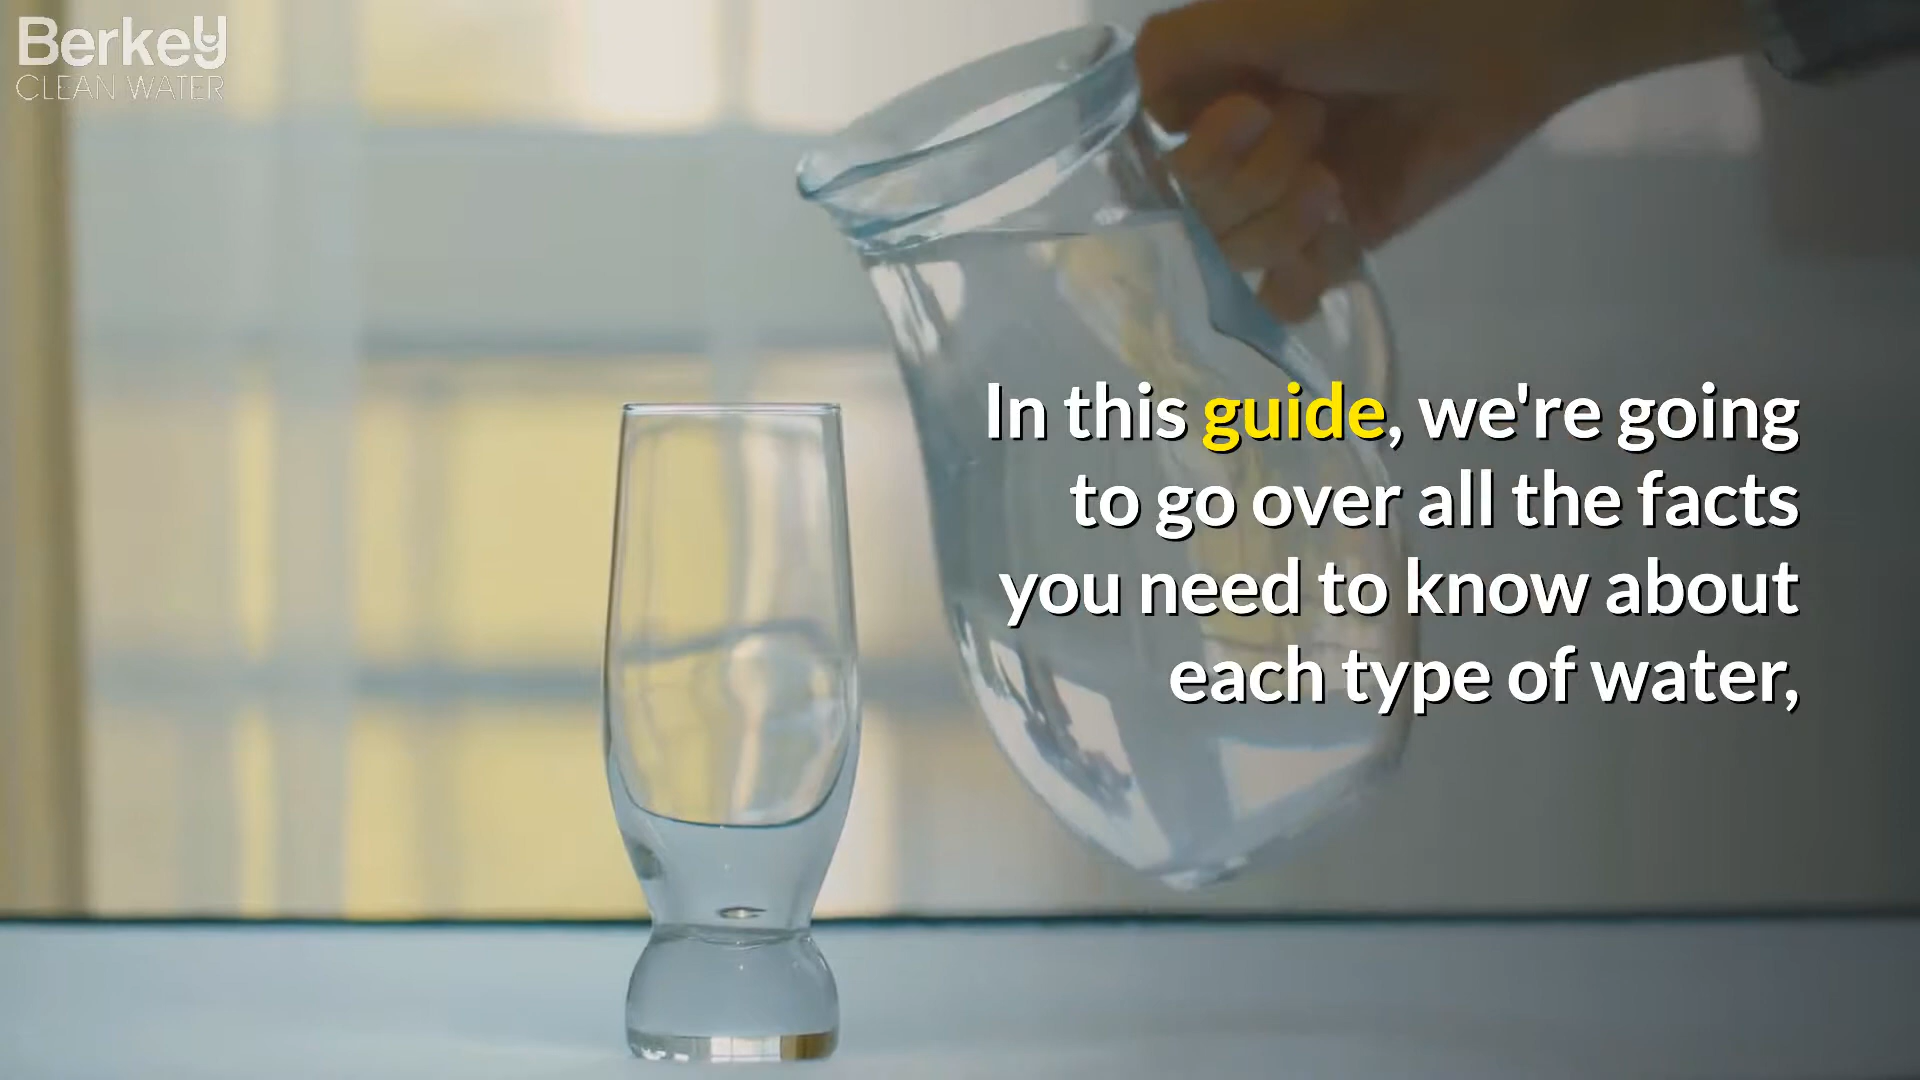 Berkey
CLEAN WATER
In this guide, we're going
to go over all the facts
you need to know about
each type of water,